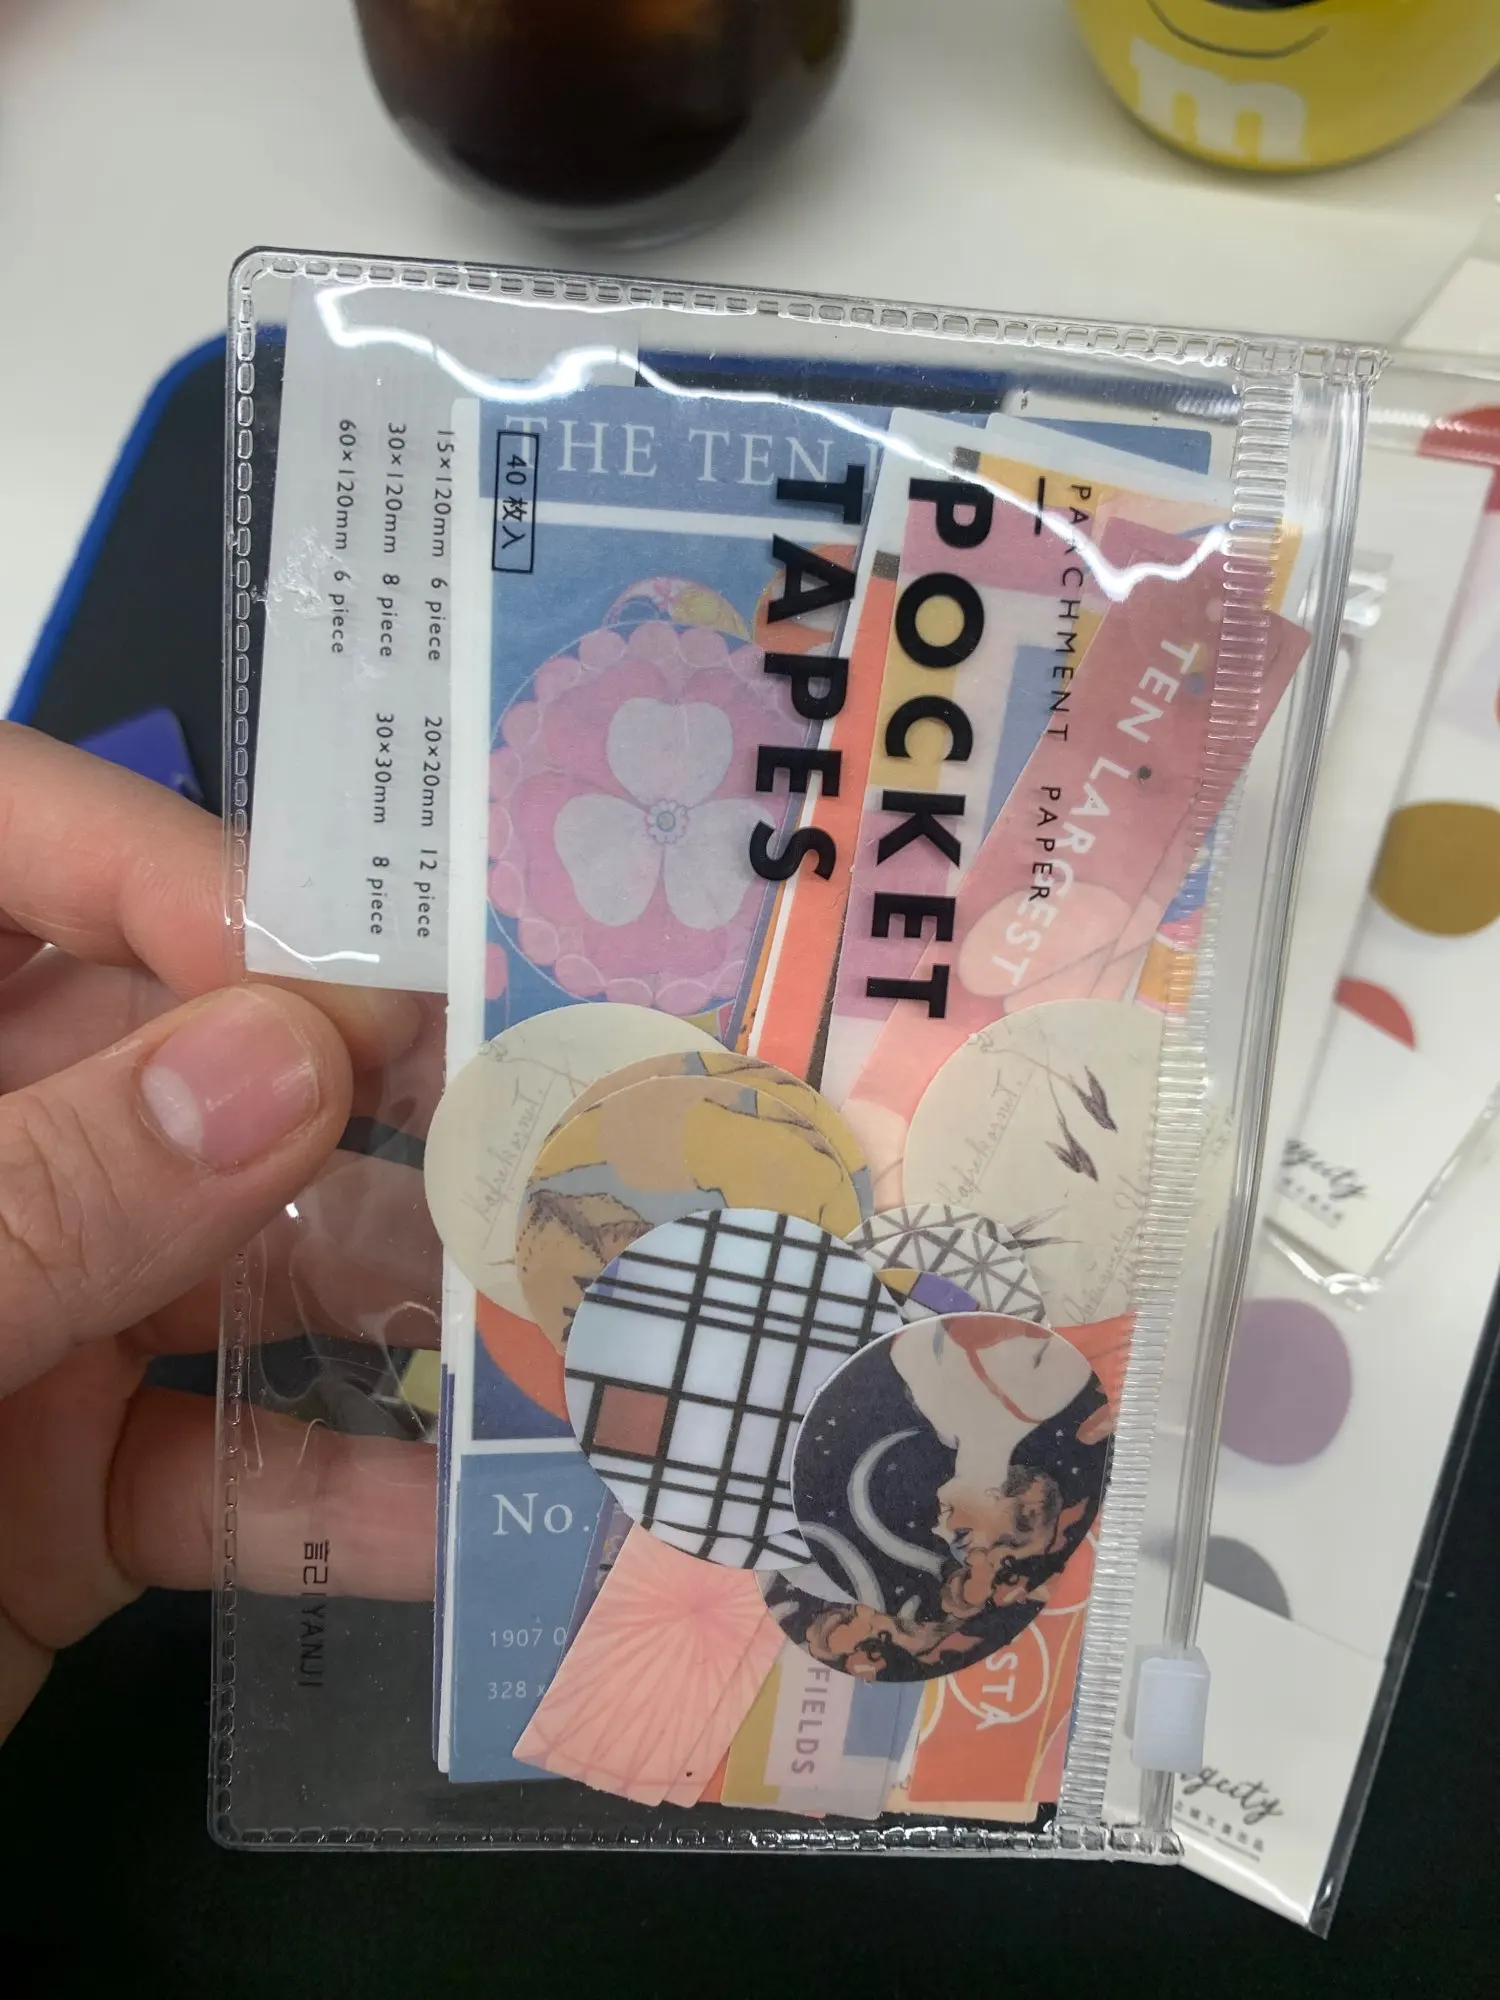 PARCHMENT PAPER
POCKET
TAPES
40 枚入
15×120mm 6 piece 20×20mm 12 piece
30×120mm 8 piece 30×30mm 8 piece
60×120mm 6 piece
言己|YANJI
THE TEN
TEN LARGEST
No.
1907
328 x
FIELDS
STA
m